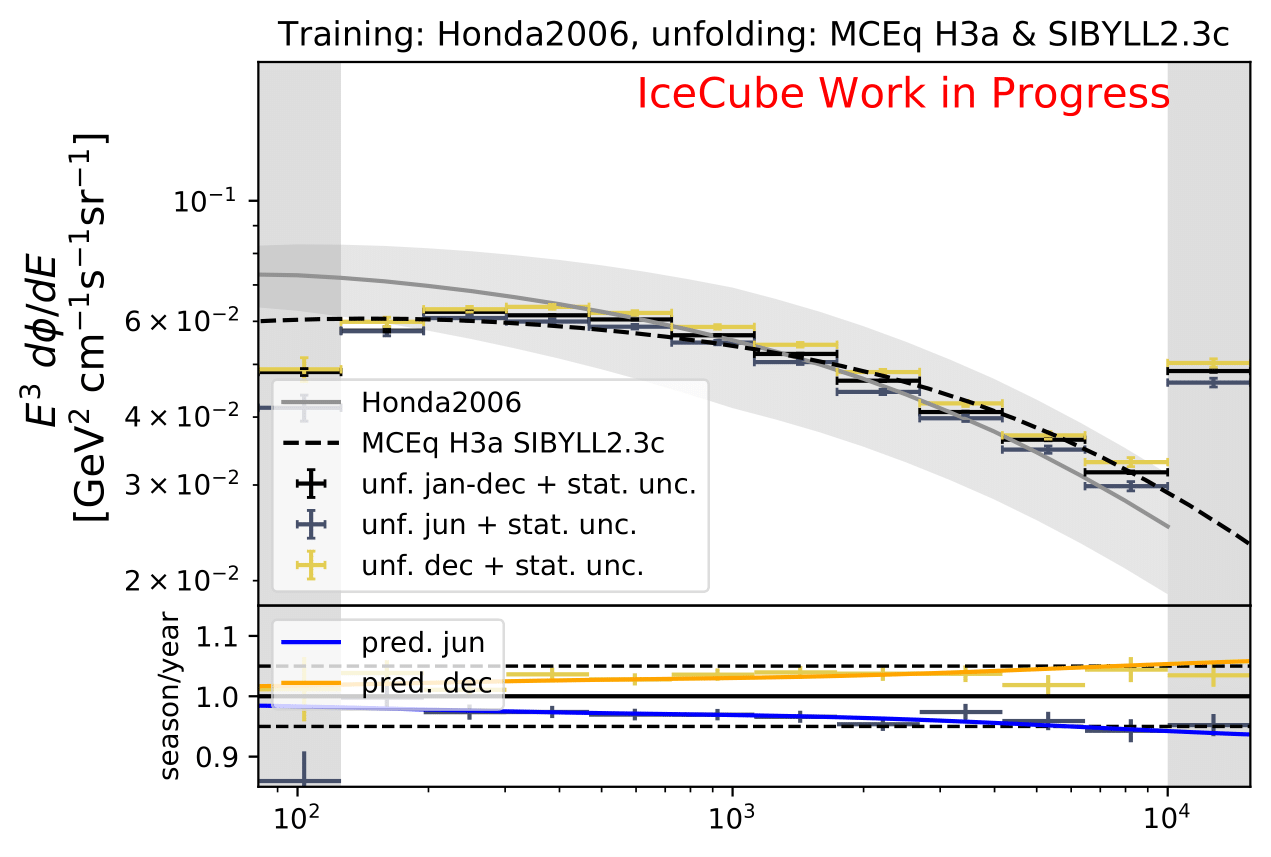 Training: Honda2006, unfolding: MCEq H3a & SIBYLL2.3c
IceCube Work in Progress
E³ dϕ/dE
[GeV² cm⁻¹s⁻¹sr⁻¹]
10⁻¹
6 × 10⁻²
4 × 10⁻²
3 × 10⁻²
2 × 10⁻²
Honda2006
MCEq H3a SIBYLL2.3c
unf. jan-dec + stat. unc.
unf. jun + stat. unc.
unf. dec + stat. unc.
season/year
1.1
1.0
0.9
pred. jun
pred. dec
10² 10³ 10⁴